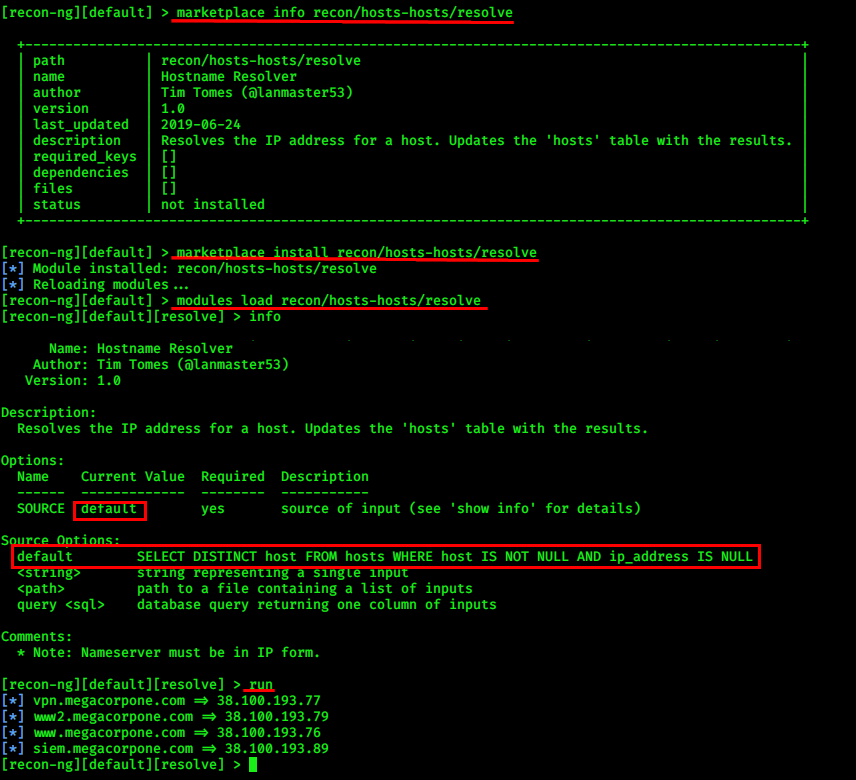 [recon-ng][default] > marketplace info recon/hosts-hosts/resolve
+---------------------------------------------------------------------------------------------------+
| path          | recon/hosts-hosts/resolve |
| name          | Hostname Resolver |
| author        | Tim Tomes (@lanmaster53) |
| version       | 1.0 |
| last_updated  | 2019-06-24 |
| description   | Resolves the IP address for a host. Updates the 'hosts' table with the results. |
| required_keys | [] |
| dependencies  | [] |
| files         | [] |
| status        | not installed |
+---------------------------------------------------------------------------------------------------+
[recon-ng][default] > marketplace install recon/hosts-hosts/resolve
[*] Module installed: recon/hosts-hosts/resolve
[*] Reloading modules...
[recon-ng][default] > modules load recon/hosts-hosts/resolve
[recon-ng][default][resolve] > info
Name: Hostname Resolver
Author: Tim Tomes (@lanmaster53)
Version: 1.0
Description:
Resolves the IP address for a host. Updates the 'hosts' table with the results.
Options:
Name    Current Value  Required  Description
------  -------------  --------  -----------
SOURCE  default        yes       source of input (see 'show info' for details)
Source Options:
default        SELECT DISTINCT host FROM hosts WHERE host IS NOT NULL AND ip_address IS NULL
<string>       string representing a single input
<path>         path to a file containing a list of inputs
query <sql>    database query returning one column of inputs
Comments:
* Note: Nameserver must be in IP form.
[recon-ng][default][resolve] > run
[*] vpn.megacorpone.com => 38.100.193.77
[*] www2.megacorpone.com => 38.100.193.79
[*] www.megacorpone.com => 38.100.193.76
[*] siem.megacorpone.com => 38.100.193.89
[recon-ng][default][resolve] >